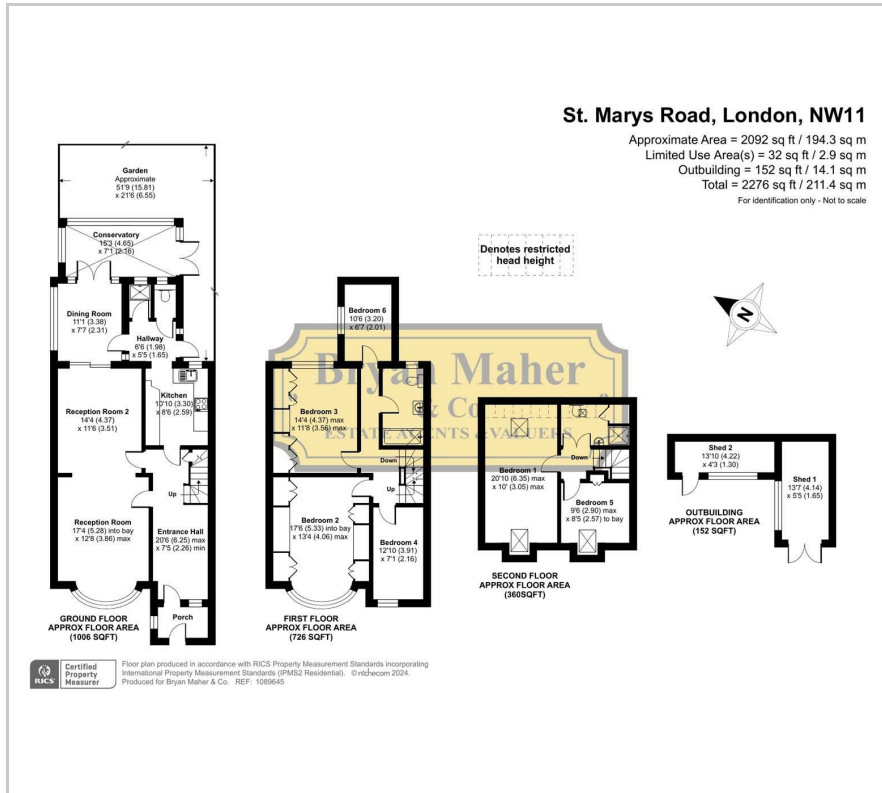 St. Marys Road, London, NW11
Approximate Area = 2092 sq ft / 194.3 sq m
Limited Use Area(s) = 32 sq ft / 2.9 sq m
Outbuilding = 152 sq ft / 14.1 sq m
Total = 2276 sq ft / 211.4 sq m
For identification only - Not to scale
Garden
Approximate
51'9 (15.81)
x 21'6 (6.55)
Conservatory
15'3 (4.65)
x 7'1 (2.16)
Dining Room
11'1 (3.38)
x 7'7 (2.31)
Hallway
6'6 (1.98)
x 5'5 (1.65)
Kitchen
10'10 (3.30)
x 8'6 (2.59)
Reception Room 2
14'4 (4.37)
x 11'6 (3.51)
Up
Reception Room
17'4 (5.28) into bay
x 12'8 (3.86) max
Entrance Hall
20'6 (6.25) max
x 7'5 (2.26) min
Porch
GROUND FLOOR
APPROX FLOOR AREA
(1006 SQFT)
Denotes restricted
head height
N
Bryan Maher
& Co
ESTATE AGENTS & VALUERS
Bedroom 6
10'6 (3.20)
x 6'7 (2.01)
Bedroom 3
14'4 (4.37) max
x 11'8 (3.56) max
Down
Up
Bedroom 2
17'6 (5.33) into bay
x 13'4 (4.06) max
Bedroom 4
12'10 (3.91)
x 7'1 (2.16)
FIRST FLOOR
APPROX FLOOR AREA
(726 SQFT)
Down
Bedroom 1
20'10 (6.35) max
x 10' (3.05) max
Bedroom 5
9'6 (2.90) max
x 8'5 (2.57) to bay
SECOND FLOOR
APPROX FLOOR AREA
(360SQFT)
Shed 2
13'10 (4.22)
x 4'3 (1.30)
Shed 1
13'7 (4.14)
x 5'5 (1.65)
OUTBUILDING
APPROX FLOOR AREA
(152 SQFT)
RICS
Certified
Property
Measurer
Floor plan produced in accordance with RICS Property Measurement Standards incorporating
International Property Measurement Standards (IPMS2 Residential). © nichecom 2024.
Produced for Bryan Maher & Co. REF: 1089645